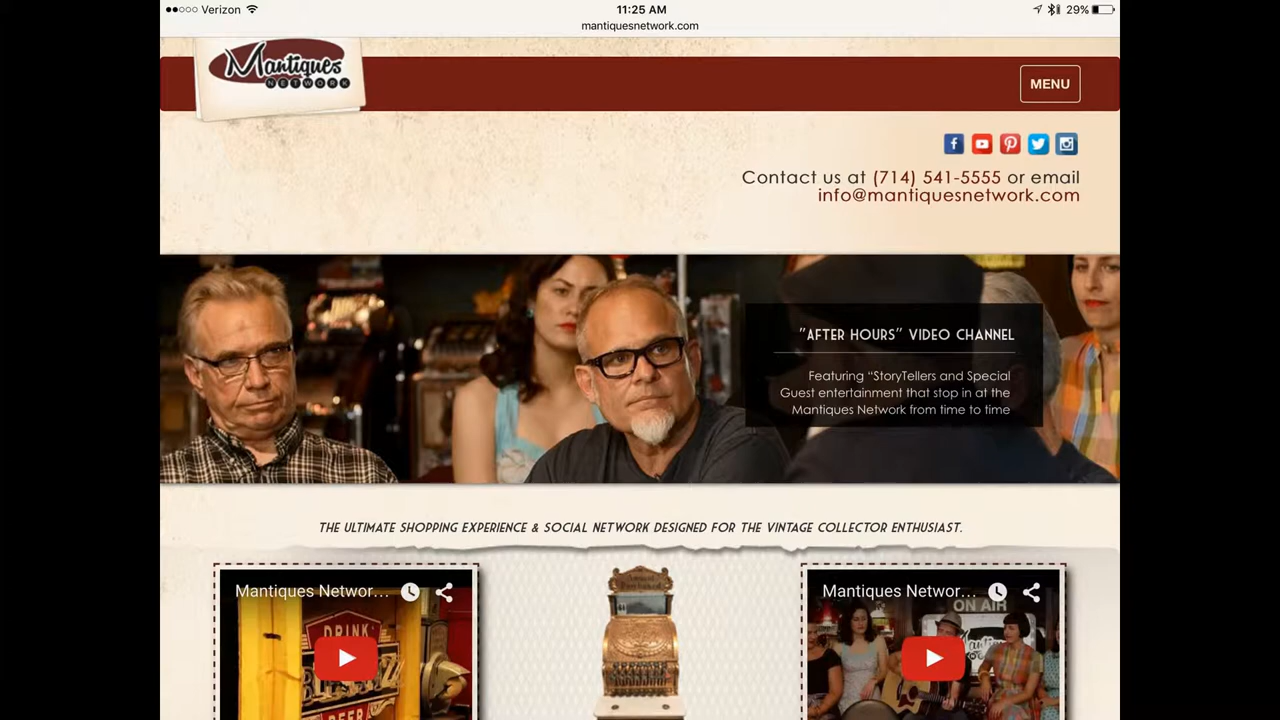 Verizon
11:25 AM
29%
mantiquesnetwork.com
Mantiques
NETWORK
MENU
Contact us at (714) 541-5555 or email
info@mantiquesnetwork.com
"AFTER HOURS" VIDEO CHANNEL
Featuring “StoryTellers and Special
Guest entertainment that stop in at the
Mantiques Network from time to time
THE ULTIMATE SHOPPING EXPERIENCE & SOCIAL NETWORK DESIGNED FOR THE VINTAGE COLLECTOR ENTHUSIAST.
Mantiques Networ...
DRINK
BEER
Mantiques Networ...
ON AIR
Mantiques